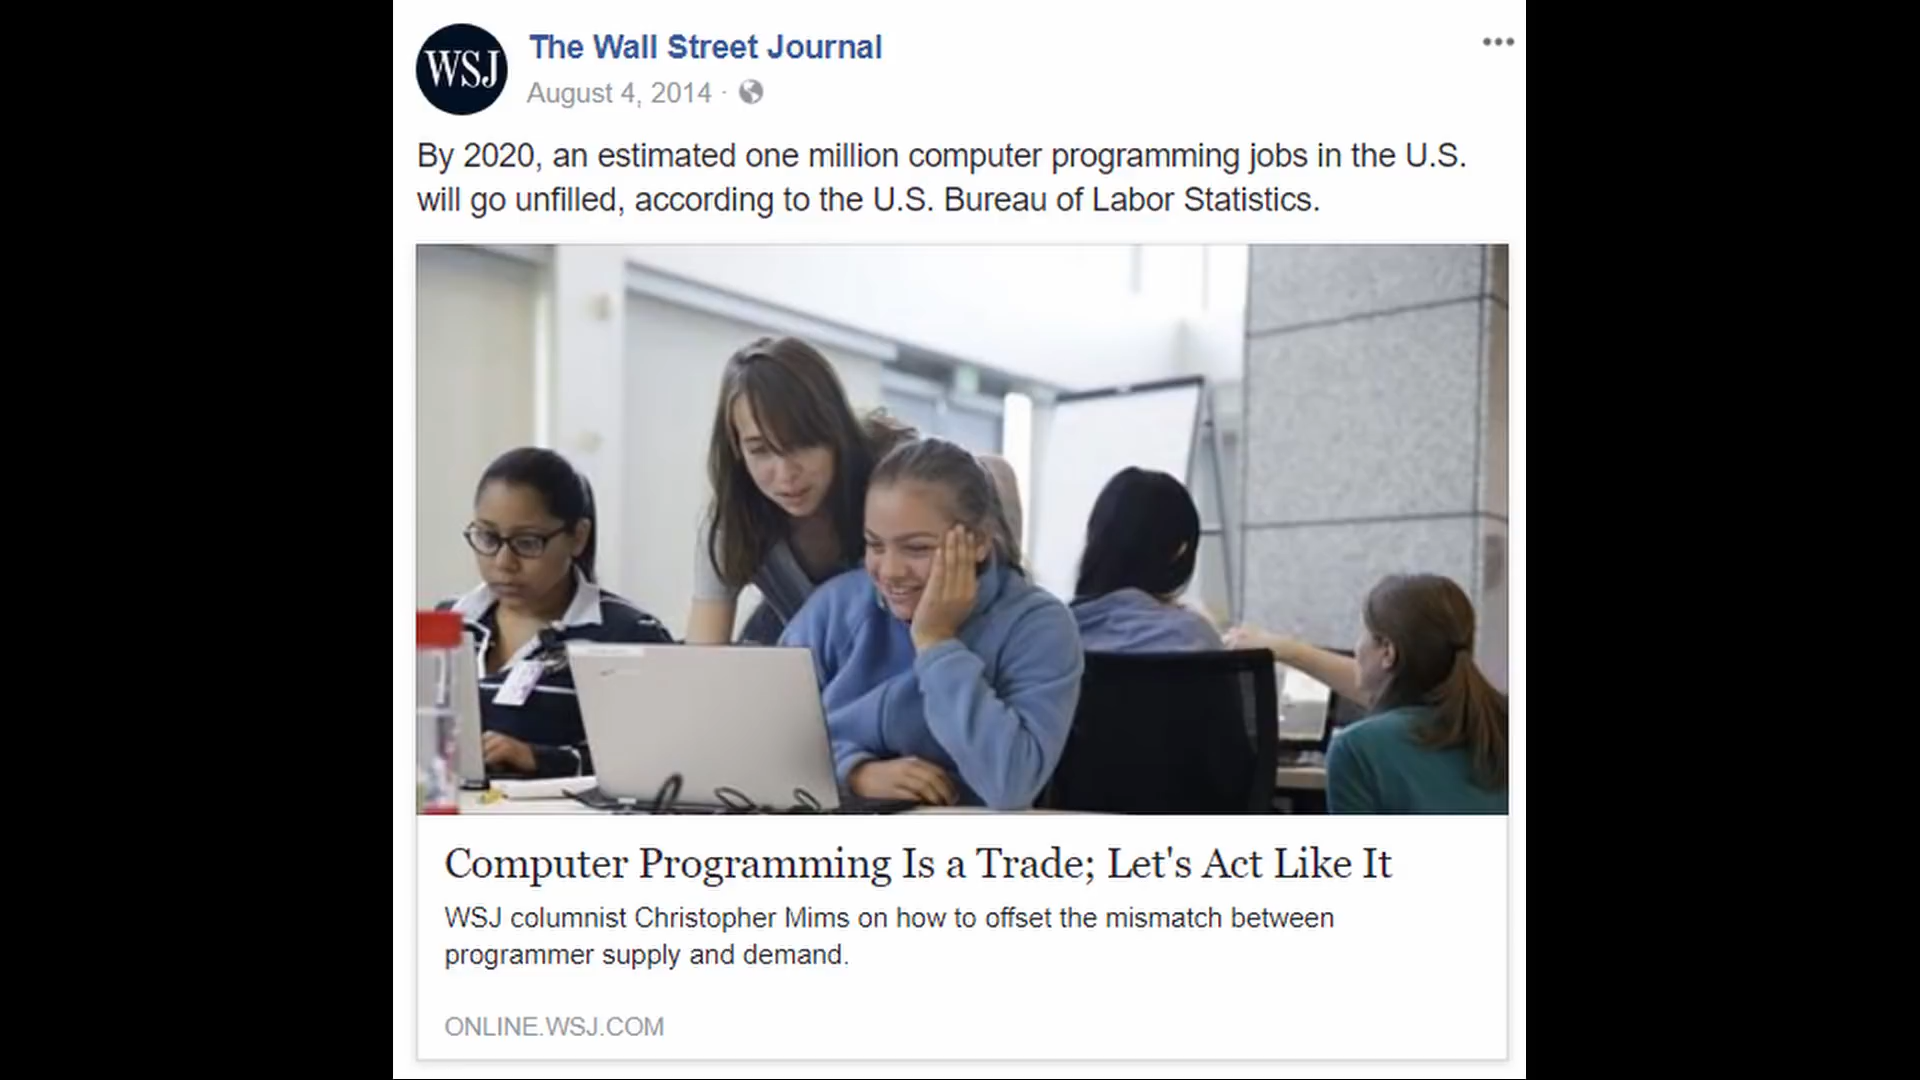 WSJ
The Wall Street Journal
August 4, 2014 ·
By 2020, an estimated one million computer programming jobs in the U.S.
will go unfilled, according to the U.S. Bureau of Labor Statistics.
Computer Programming Is a Trade; Let's Act Like It
WSJ columnist Christopher Mims on how to offset the mismatch between
programmer supply and demand.
ONLINE.WSJ.COM